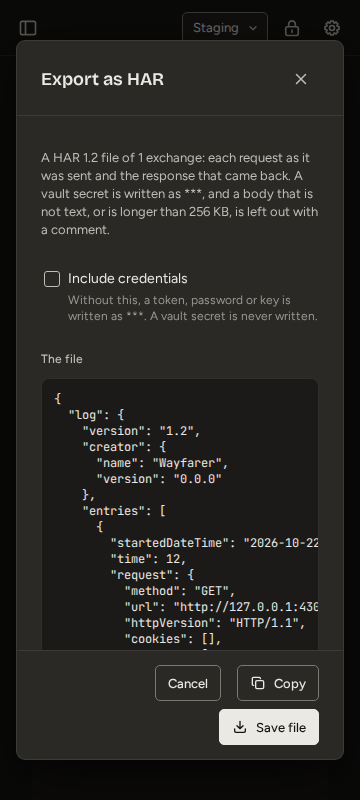 Staging
Export as HAR
A HAR 1.2 file of 1 exchange: each request as it
was sent and the response that came back. A
vault secret is written as ***, and a body that is
not text, or is longer than 256 KB, is left out with
a comment.
Include credentials
Without this, a token, password or key is
written as ***. A vault secret is never written.
The file
{
"log": {
"version": "1.2",
"creator": {
"name": "Wayfarer",
"version": "0.0.0"
},
"entries": [
{
"startedDateTime": "2026-10-22
"time": 12,
"request": {
"method": "GET",
"url": "http://127.0.0.1:430
"httpVersion": "HTTP/1.1",
"cookies": [],
Cancel
Copy
Save file